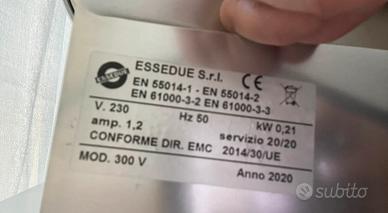 ESSEDUE
ESSEDUE S.r.l. CE
EN 55014-1 - EN 55014-2
EN 61000-3-2 EN 61000-3-3
V. 230 Hz 50 kW 0,21
amp. 1,2 servizio 20/20
CONFORME DIR. EMC 2014/30/UE
MOD. 300 V Anno 2020
subito